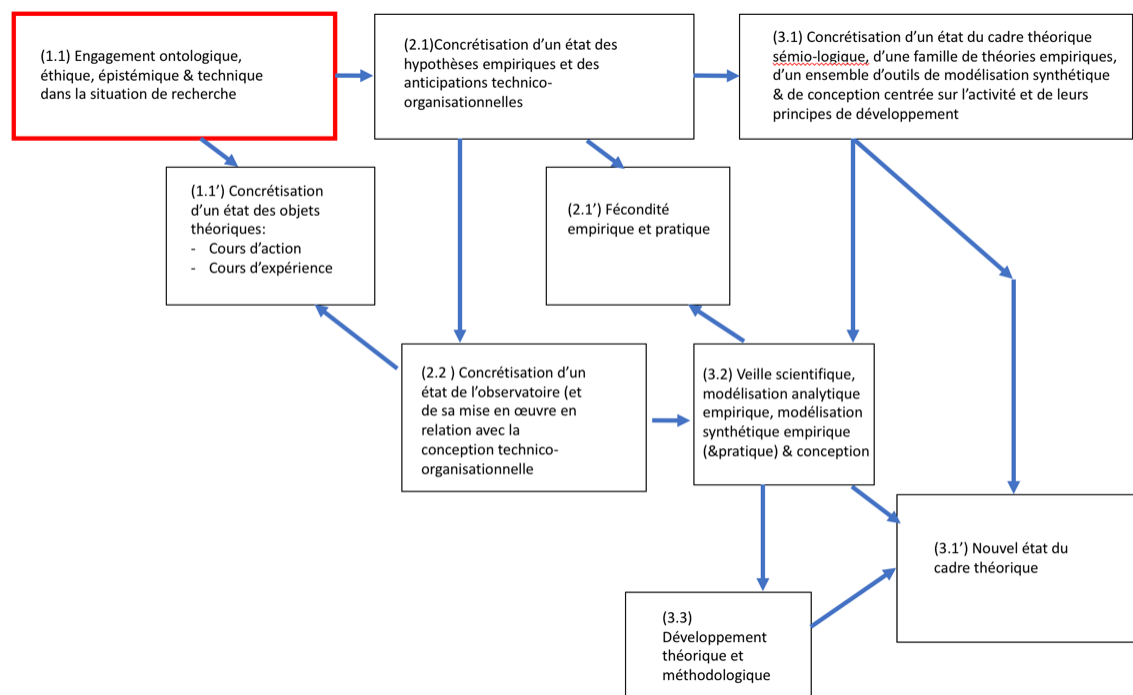 (1.1) Engagement ontologique,
éthique, épistémique & technique
dans la situation de recherche
(2.1)Concrétisation d’un état des
hypothèses empiriques et des
anticipations technico-
organisationnelles
(3.1) Concrétisation d’un état du cadre théorique
sémio-logique, d’une famille de théories empiriques,
d’un ensemble d’outils de modélisation synthétique
& de conception centrée sur l’activité et de leurs
principes de développement
(1.1’) Concrétisation
d’un état des objets
théoriques:
- Cours d’action
- Cours d’expérience
(2.1’) Fécondité
empirique et pratique
(2.2 ) Concrétisation d’un
état de l’observatoire (et
de sa mise en œuvre en
relation avec la
conception technico-
organisationnelle
(3.2) Veille scientifique,
modélisation analytique
empirique, modélisation
synthétique empirique
(&pratique) & conception
(3.1’) Nouvel état du
cadre théorique
(3.3)
Développement
théorique et
méthodologique